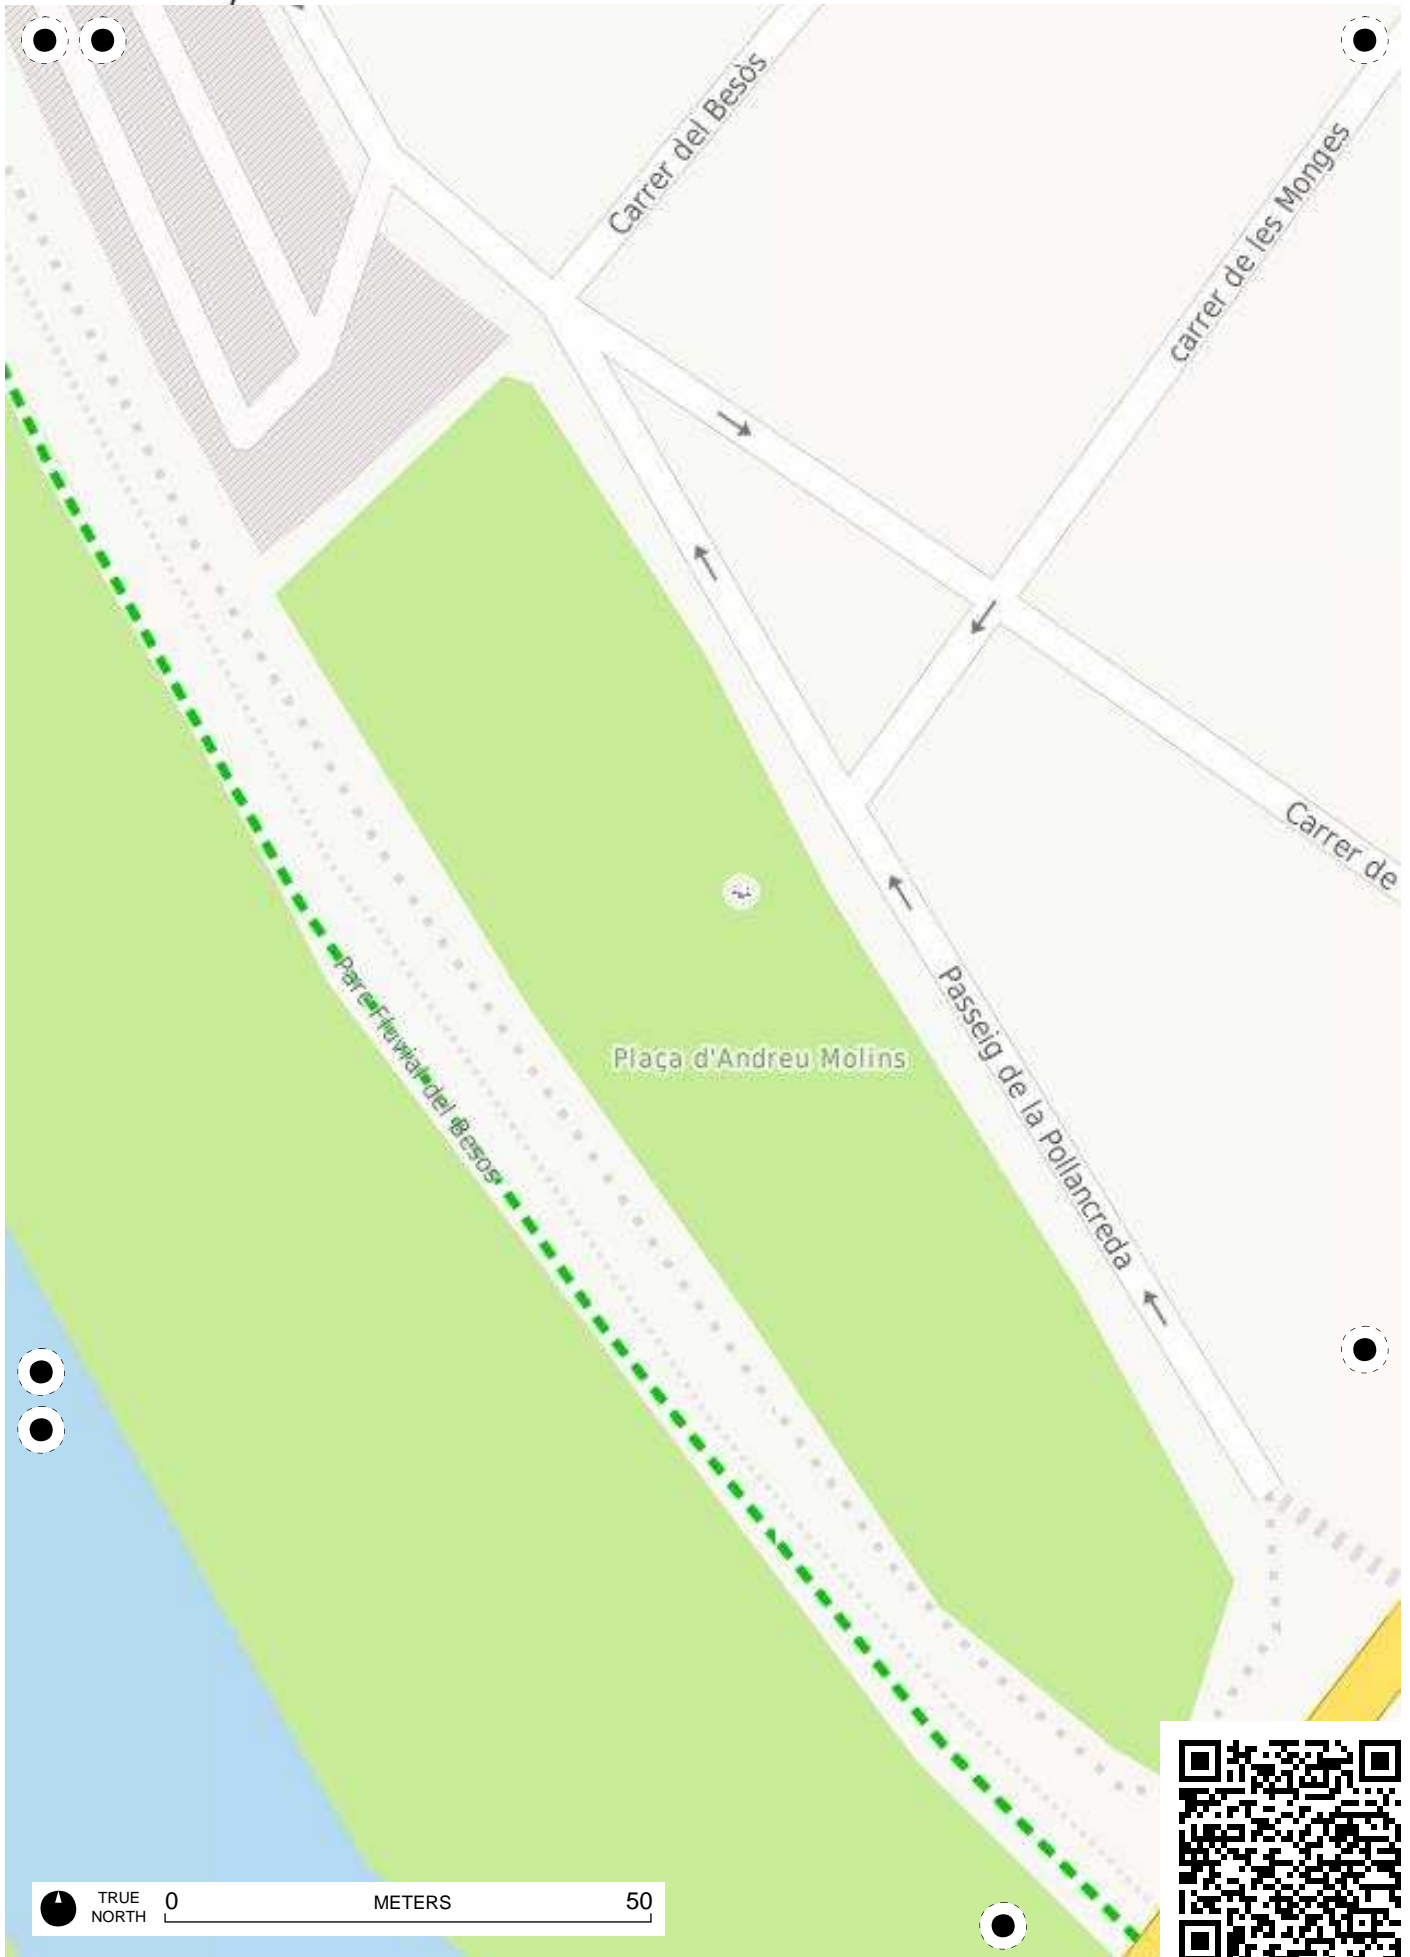 Carrer del Besòs
carrer de les Monges
Carrer de
Parc Fluvial del Besos
Plaça d'Andreu Molins
Passeig de la Pollancreda
TRUE NORTH
0 METERS 50